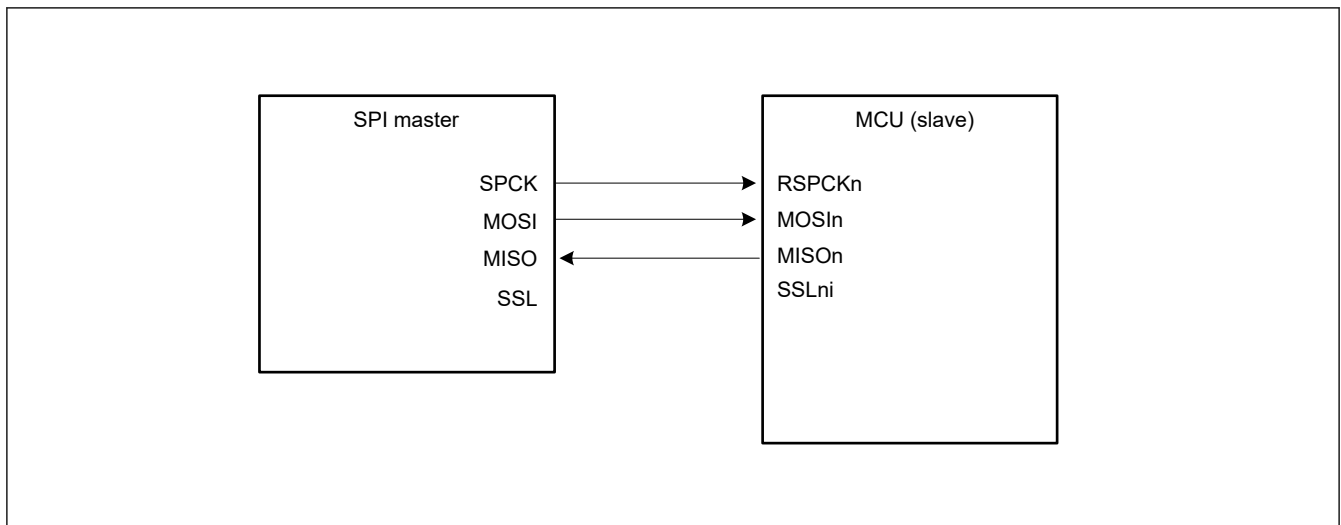 SPI master
SPCK
MOSI
MISO
SSL
MCU (slave)
RSPCKn
MOSIn
MISOn
SSLni